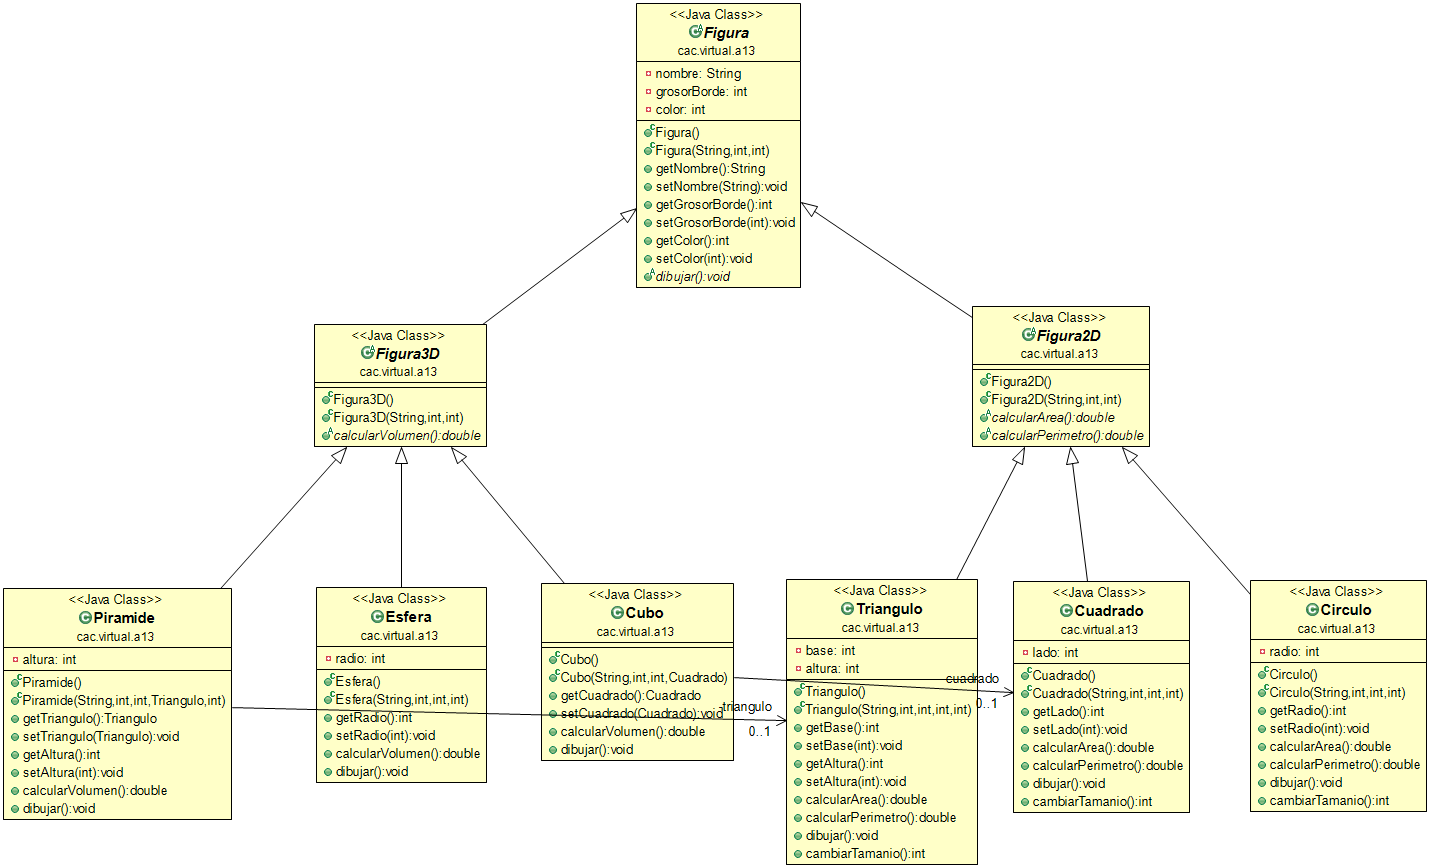 <<Java Class>>
Figura
cac.virtual.a13
nombre: String
grosorBorde: int
color: int
Figura()
Figura(String,int,int)
getNombre():String
setNombre(String):void
getGrosorBorde():int
setGrosorBorde(int):void
getColor():int
setColor(int):void
dibujar():void
<<Java Class>>
Figura3D
cac.virtual.a13
Figura3D()
Figura3D(String,int,int)
calcularVolumen():double
<<Java Class>>
Figura2D
cac.virtual.a13
Figura2D()
Figura2D(String,int,int)
calcularArea():double
calcularPerimetro():double
<<Java Class>>
Piramide
cac.virtual.a13
altura: int
Piramide()
Piramide(String,int,int,Triangulo,int)
getTriangulo():Triangulo
setTriangulo(Triangulo):void
getAltura():int
setAltura(int):void
calcularVolumen():double
dibujar():void
<<Java Class>>
Esfera
cac.virtual.a13
radio: int
Esfera()
Esfera(String,int,int,int)
getRadio():int
setRadio(int):void
calcularVolumen():double
dibujar():void
<<Java Class>>
Cubo
cac.virtual.a13
Cubo()
Cubo(String,int,int,Cuadrado)
getCuadrado():Cuadrado
setCuadrado(Cuadrado):void
calcularVolumen():double
dibujar():void
-triangulo
0..1
<<Java Class>>
Triangulo
cac.virtual.a13
base: int
altura: int
Triangulo()
Triangulo(String,int,int,int,int)
getBase():int
setBase(int):void
getAltura():int
setAltura(int):void
calcularArea():double
calcularPerimetro():double
dibujar():void
cambiarTamanio():int
cuadrado
0..1
<<Java Class>>
Cuadrado
cac.virtual.a13
lado: int
Cuadrado()
Cuadrado(String,int,int,int)
getLado():int
setLado(int):void
calcularArea():double
calcularPerimetro():double
dibujar():void
cambiarTamanio():int
<<Java Class>>
Circulo
cac.virtual.a13
radio: int
Circulo()
Circulo(String,int,int,int)
getRadio():int
setRadio(int):void
calcularArea():double
calcularPerimetro():double
dibujar():void
cambiarTamanio():int